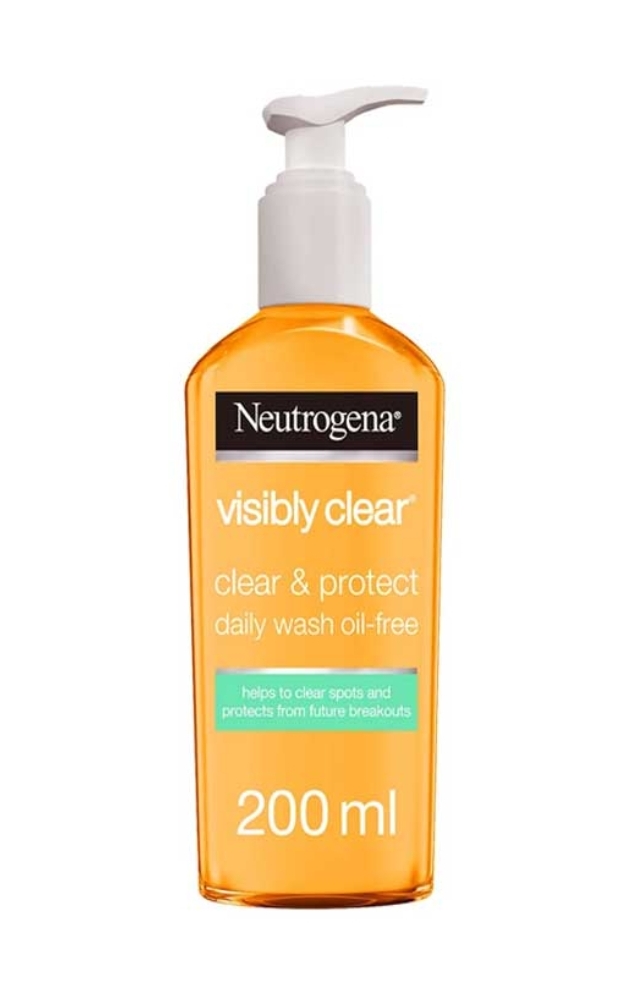 Neutrogena®
visibly clear®
clear & protect
daily wash oil-free
helps to clear spots and
protects from future breakouts
200 ml